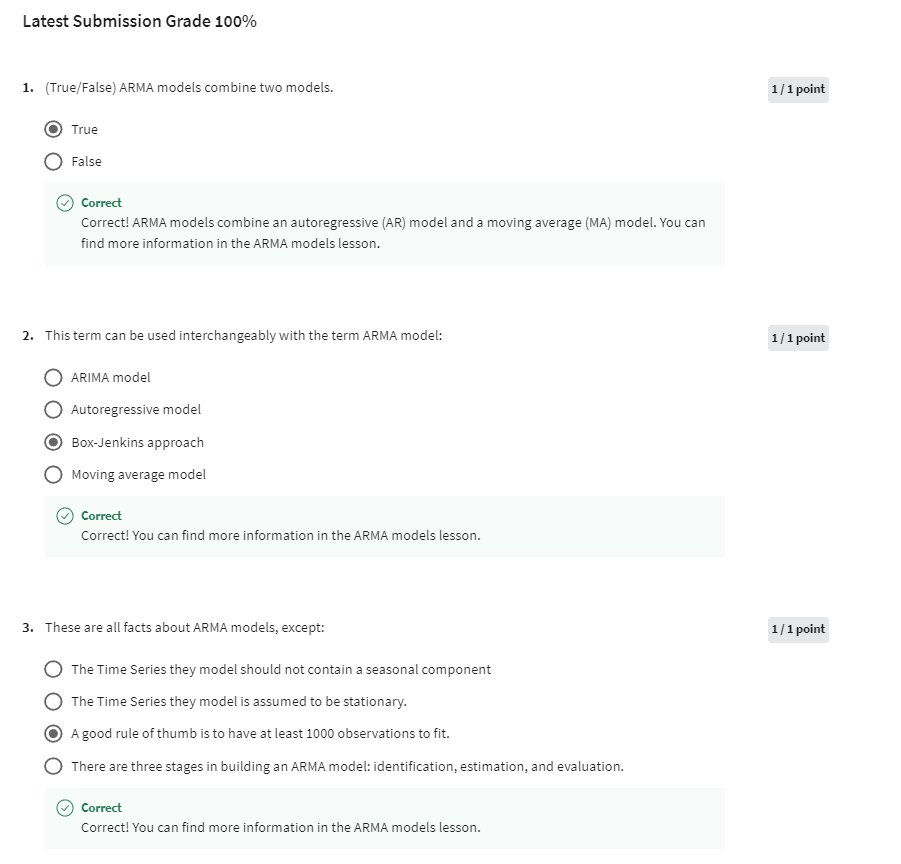 Latest Submission Grade 100%
1. (True/False) ARMA models combine two models.
1 / 1 point
True
False
Correct
Correct! ARMA models combine an autoregressive (AR) model and a moving average (MA) model. You can
find more information in the ARMA models lesson.
2. This term can be used interchangeably with the term ARMA model:
1 / 1 point
ARIMA model
Autoregressive model
Box-Jenkins approach
Moving average model
Correct
Correct! You can find more information in the ARMA models lesson.
3. These are all facts about ARMA models, except:
1 / 1 point
The Time Series they model should not contain a seasonal component
The Time Series they model is assumed to be stationary.
A good rule of thumb is to have at least 1000 observations to fit.
There are three stages in building an ARMA model: identification, estimation, and evaluation.
Correct
Correct! You can find more information in the ARMA models lesson.